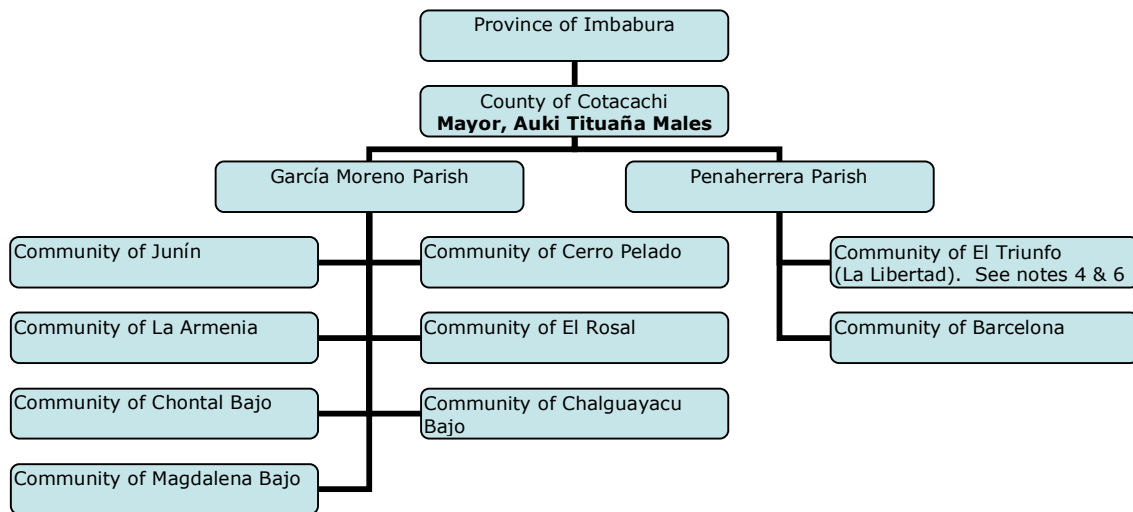 Province of Imbabura
County of Cotacachi
Mayor, Auki Tituaña Males
García Moreno Parish
Penaherrera Parish
Community of Junín
Community of Cerro Pelado
Community of El Triunfo
(La Libertad).  See notes 4 & 6
Community of La Armenia
Community of El Rosal
Community of Barcelona
Community of Chontal Bajo
Community of Chalguayacu
Bajo
Community of Magdalena Bajo